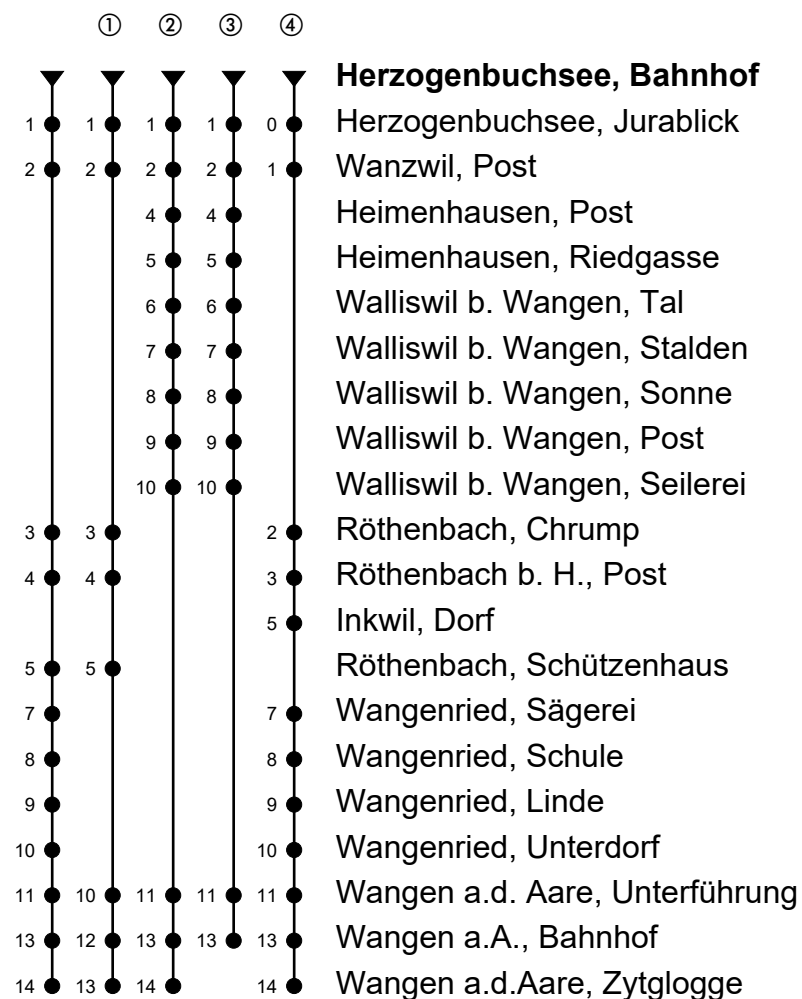 ① ② ③ ④
Herzogenbuchsee, Bahnhof
1 1 1 1 0 Herzogenbuchsee, Jurablick
2 2 2 2 1 Wanzwil, Post
4 4 Heimenhausen, Post
5 5 Heimenhausen, Riedgasse
6 6 Walliswil b. Wangen, Tal
7 7 Walliswil b. Wangen, Stalden
8 8 Walliswil b. Wangen, Sonne
9 9 Walliswil b. Wangen, Post
10 10 Walliswil b. Wangen, Seilerei
3 3 2 Röthenbach, Chrump
4 4 3 Röthenbach b. H., Post
5 Inkwil, Dorf
5 5 Röthenbach, Schützenhaus
7 7 Wangenried, Sägerei
8 8 Wangenried, Schule
9 9 Wangenried, Linde
10 10 Wangenried, Unterdorf
11 10 11 11 11 Wangen a.d. Aare, Unterführung
13 12 13 13 13 Wangen a.A., Bahnhof
14 13 14 14 Wangen a.d.Aare, Zytglogge